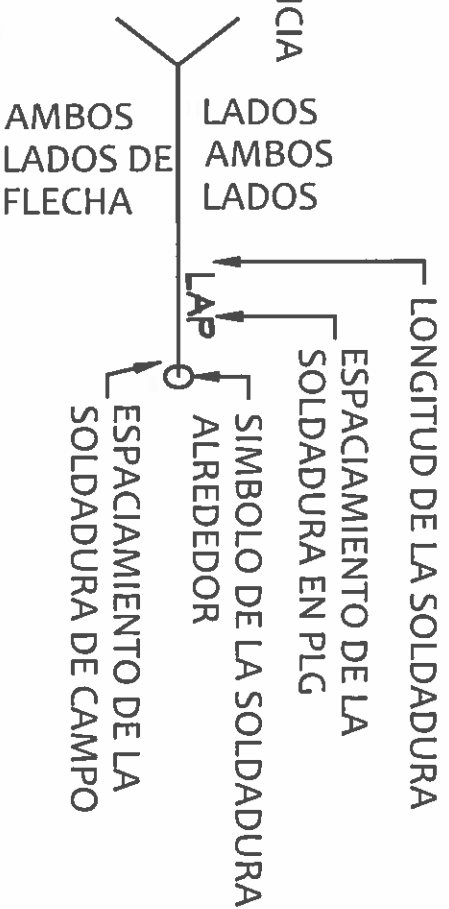 LONGITUD DE LA SOLDADURA
ESPACIAMIENTO DE LA
SOLDADURA EN PLG
SIMBOLO DE LA SOLDADURA
ALREDEDOR
ESPACIAMIENTO DE LA
SOLDADURA DE CAMPO
LAP
LADOS
AMBOS
LADOS
AMBOS
LADOS DE
FLECHA